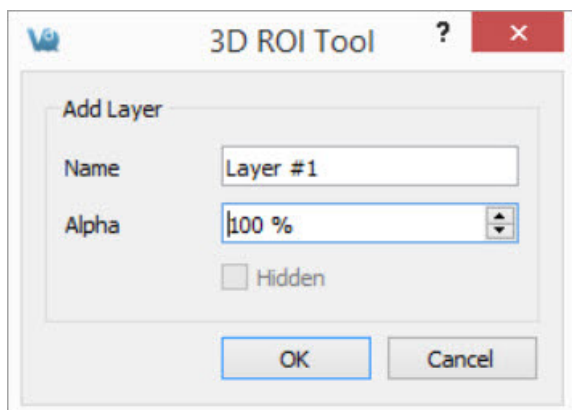 3D ROI Tool ?
Add Layer
Name Layer #1
Alpha 100 %
Hidden
OK Cancel